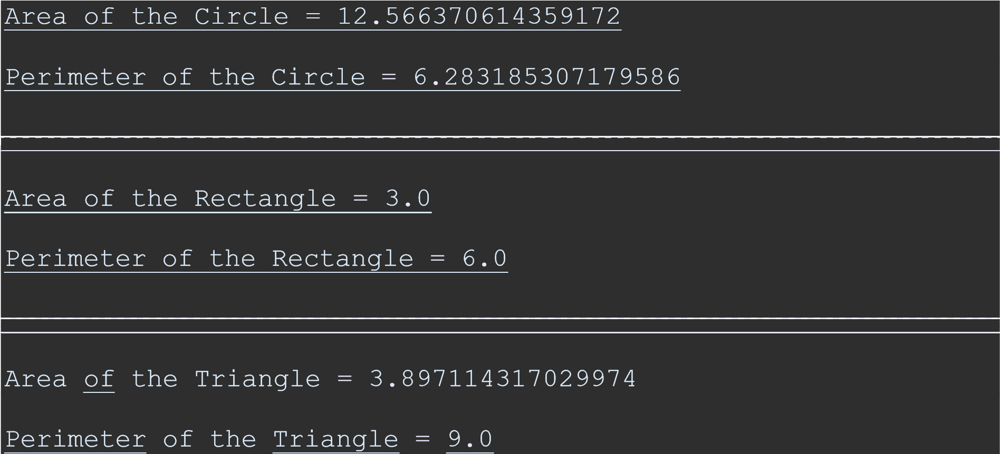 Area of the Circle = 12.566370614359172
Perimeter of the Circle = 6.283185307179586
Area of the Rectangle = 3.0
Perimeter of the Rectangle = 6.0
Area of the Triangle = 3.897114317029974
Perimeter of the Triangle = 9.0